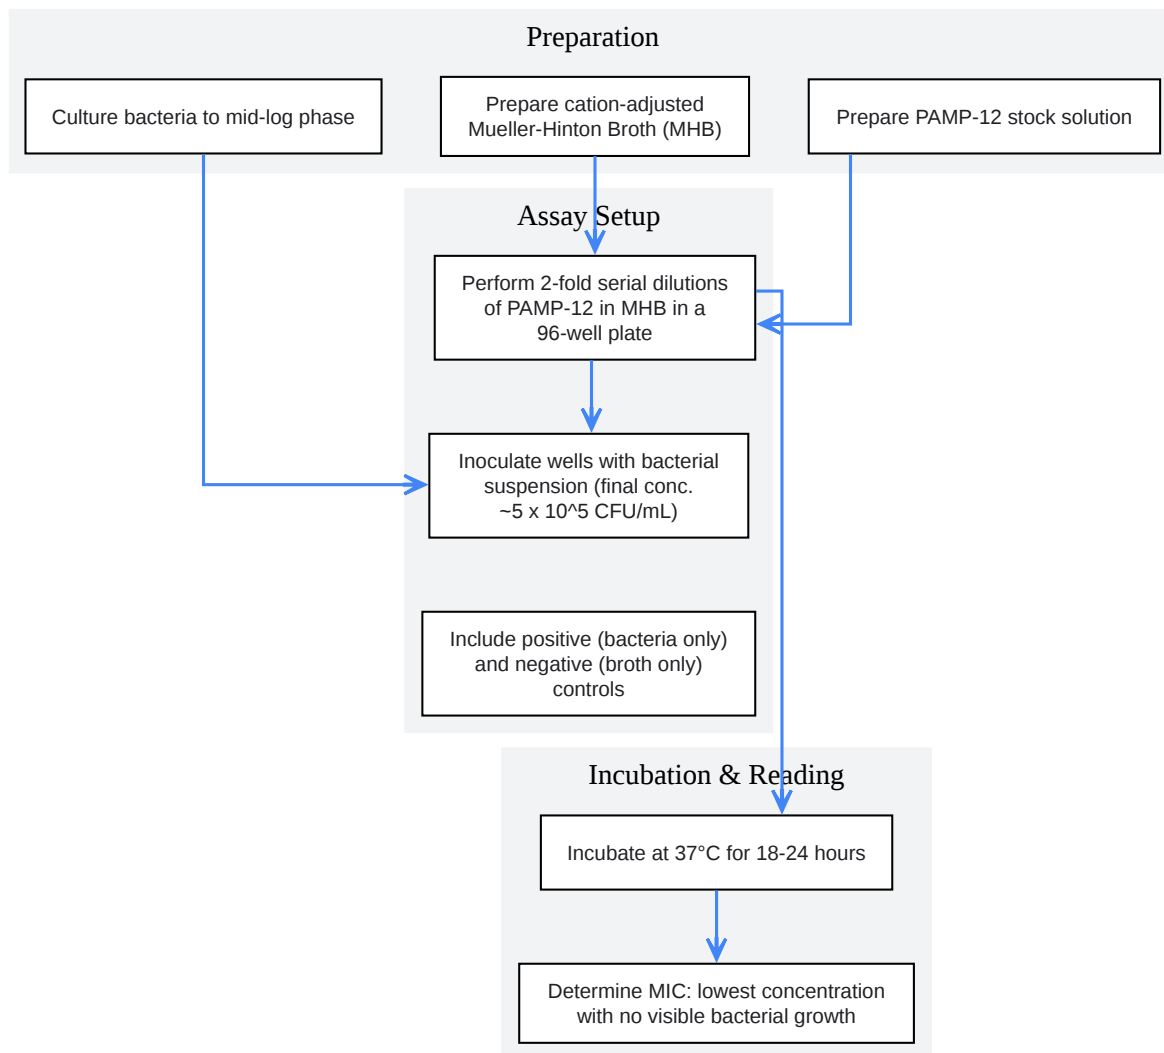 Preparation
Culture bacteria to mid-log phase
Prepare cation-adjusted
Mueller-Hinton Broth (MHB)
Prepare PAMP-12 stock solution
Assay Setup
Perform 2-fold serial dilutions
of PAMP-12 in MHB in a
96-well plate
Inoculate wells with bacterial
suspension (final conc.
~5 x 10^5 CFU/mL)
Include positive (bacteria only)
and negative (broth only)
controls
Incubation & Reading
Incubate at 37°C for 18-24 hours
Determine MIC: lowest concentration
with no visible bacterial growth